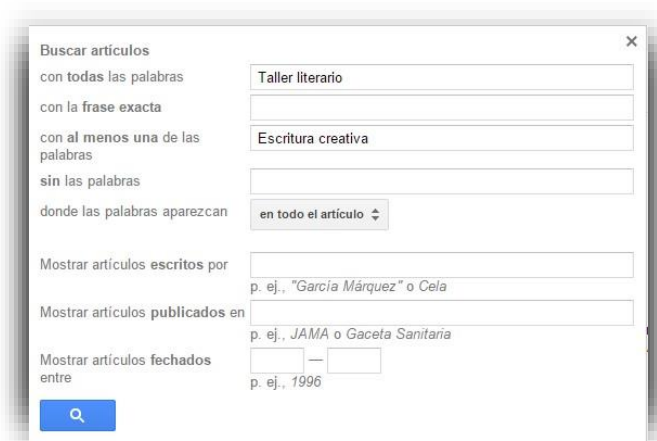 Buscar artículos
×
con todas las palabras
Taller literario
con la frase exacta
con al menos una de las
palabras
Escritura creativa
sin las palabras
donde las palabras aparezcan
en todo el artículo
Mostrar artículos escritos por
p. ej., "García Márquez" o Cela
Mostrar artículos publicados en
p. ej., JAMA o Gaceta Sanitaria
Mostrar artículos fechados
entre
—
p. ej., 1996